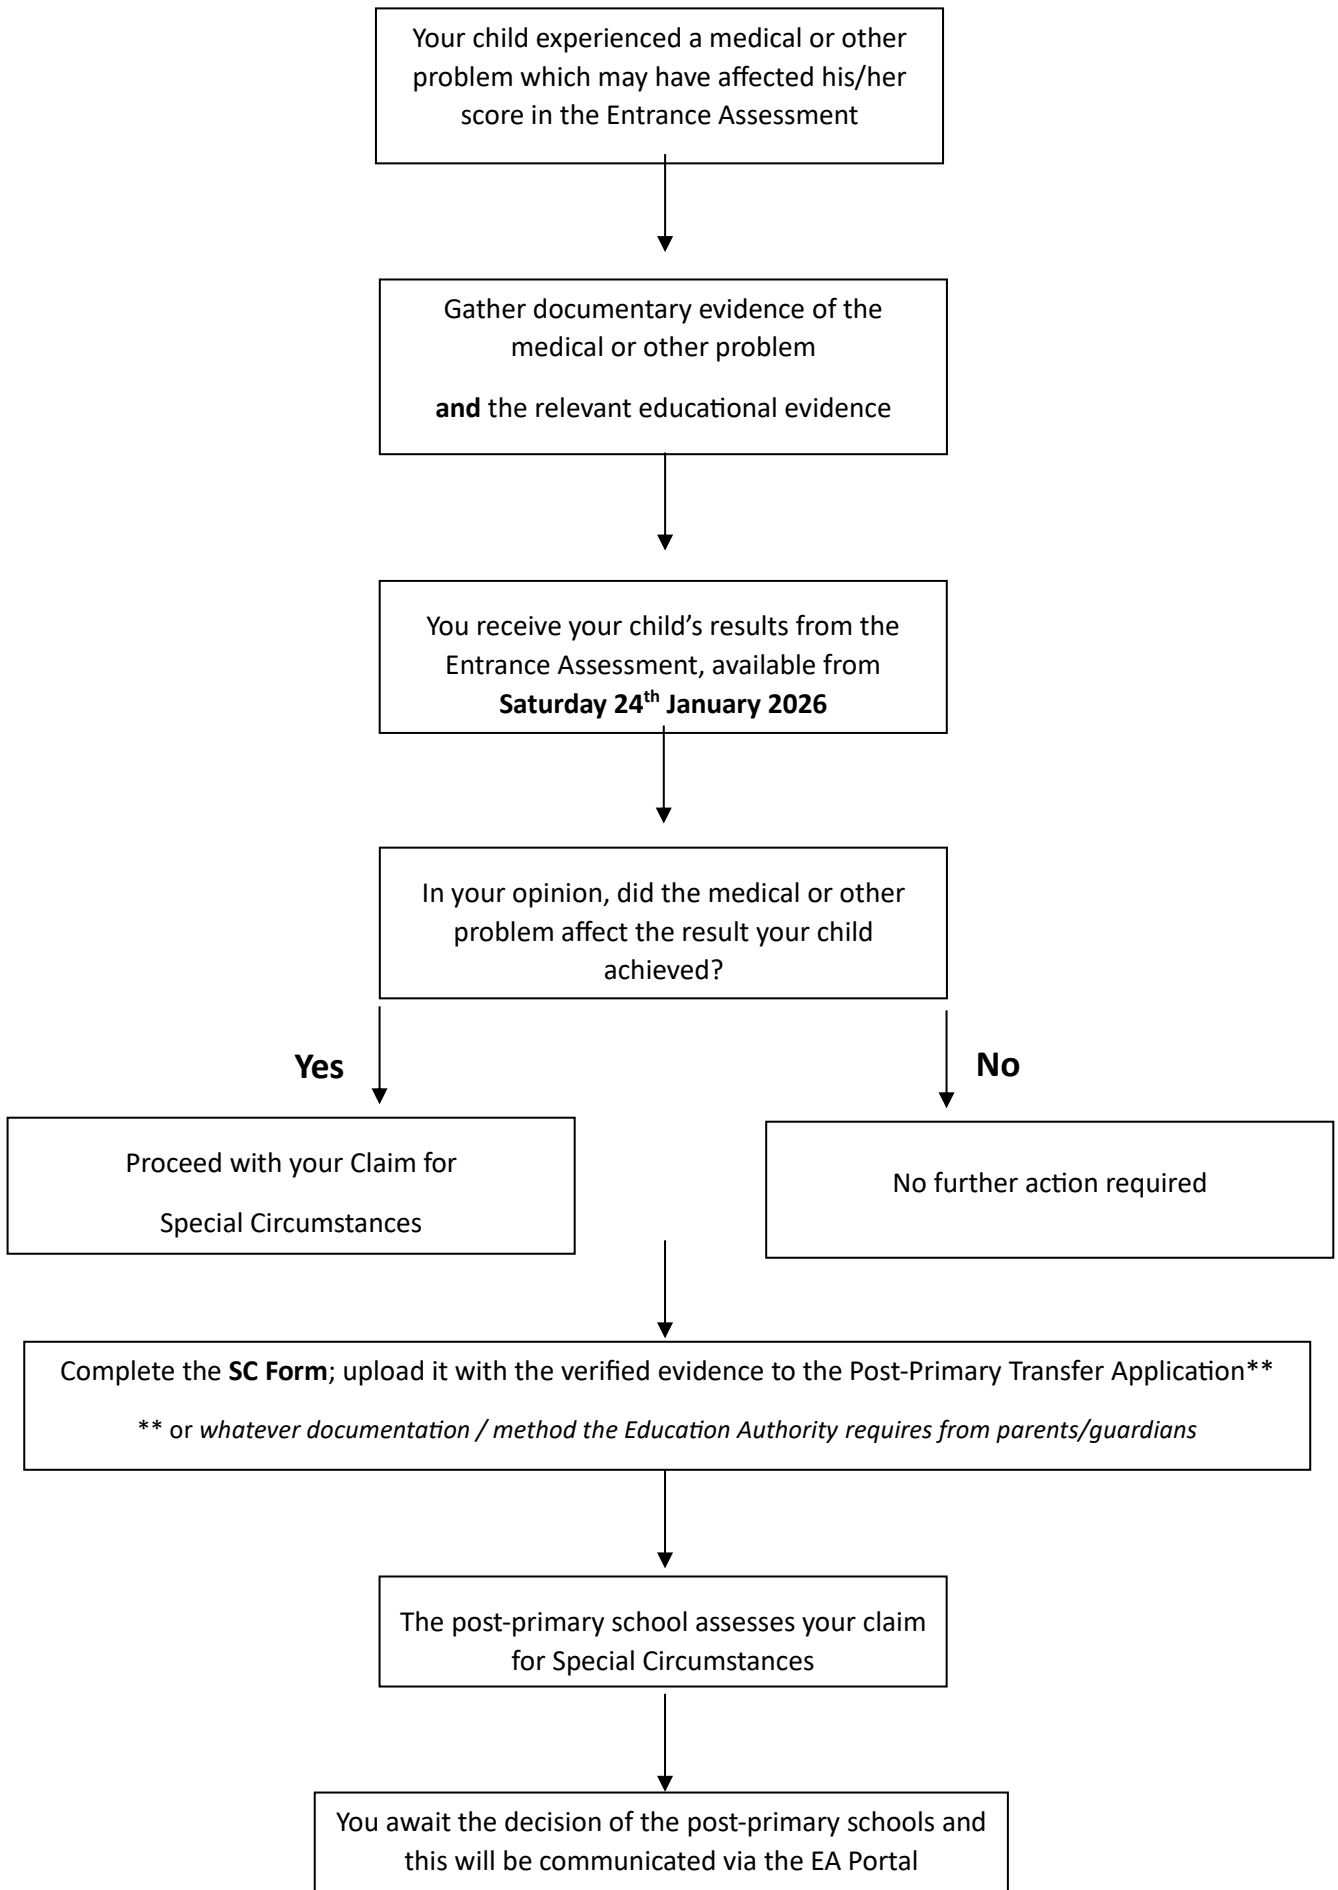 Your child experienced a medical or other
problem which may have affected his/her
score in the Entrance Assessment
Gather documentary evidence of the
medical or other problem
and the relevant educational evidence
You receive your child’s results from the
Entrance Assessment, available from
Saturday 24th January 2026
In your opinion, did the medical or other
problem affect the result your child
achieved?
Yes
No
Proceed with your Claim for
Special Circumstances
No further action required
Complete the SC Form; upload it with the verified evidence to the Post-Primary Transfer Application**
** or whatever documentation / method the Education Authority requires from parents/guardians
The post-primary school assesses your claim
for Special Circumstances
You await the decision of the post-primary schools and
this will be communicated via the EA Portal